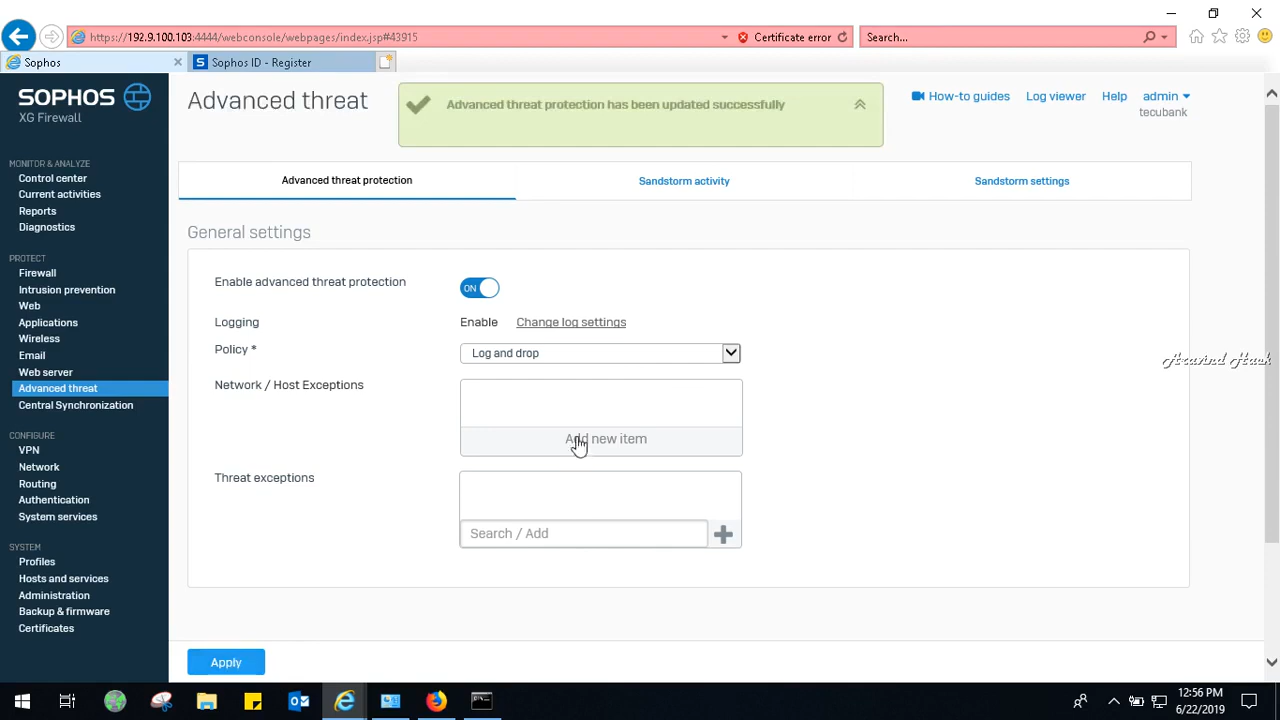 https://192.9.100.103:4444/webconsole/webpages/index.jsp#43915
Certificate error
Search...
Sophos
Sophos ID - Register
SOPHOS
XG Firewall
MONITOR & ANALYZE
Control center
Current activities
Reports
Diagnostics
PROTECT
Firewall
Intrusion prevention
Web
Applications
Wireless
Email
Web server
Advanced threat
Central Synchronization
CONFIGURE
VPN
Network
Routing
Authentication
System services
SYSTEM
Profiles
Hosts and services
Administration
Backup & firmware
Certificates
Advanced threat
Advanced threat protection has been updated successfully
How-to guides
Log viewer
Help
admin
tecubank
Advanced threat protection
Sandstorm activity
Sandstorm settings
General settings
Enable advanced threat protection
ON
Logging
Enable
Change log settings
Policy *
Log and drop
Network / Host Exceptions
Add new item
Threat exceptions
Search / Add
Apply
12:56 PM
6/22/2019